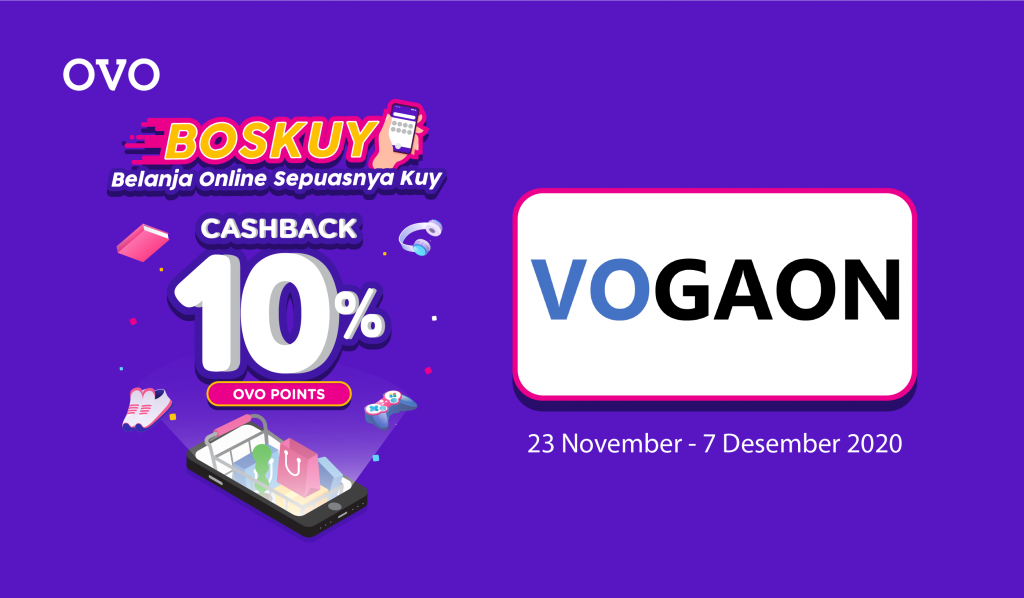 OVO
BOSKUY
Belanja Online Sepuasnya Kuy
CASHBACK
10%
OVO POINTS
VOGAON
23 November - 7 Desember 2020